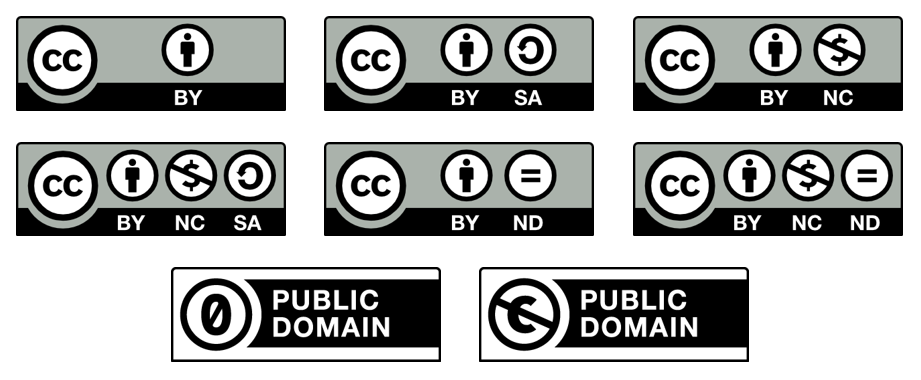 CC
BY
CC
BY SA
CC
BY NC
CC
BY NC SA
CC
BY ND
CC
BY NC ND
0 PUBLIC
DOMAIN
C PUBLIC
DOMAIN